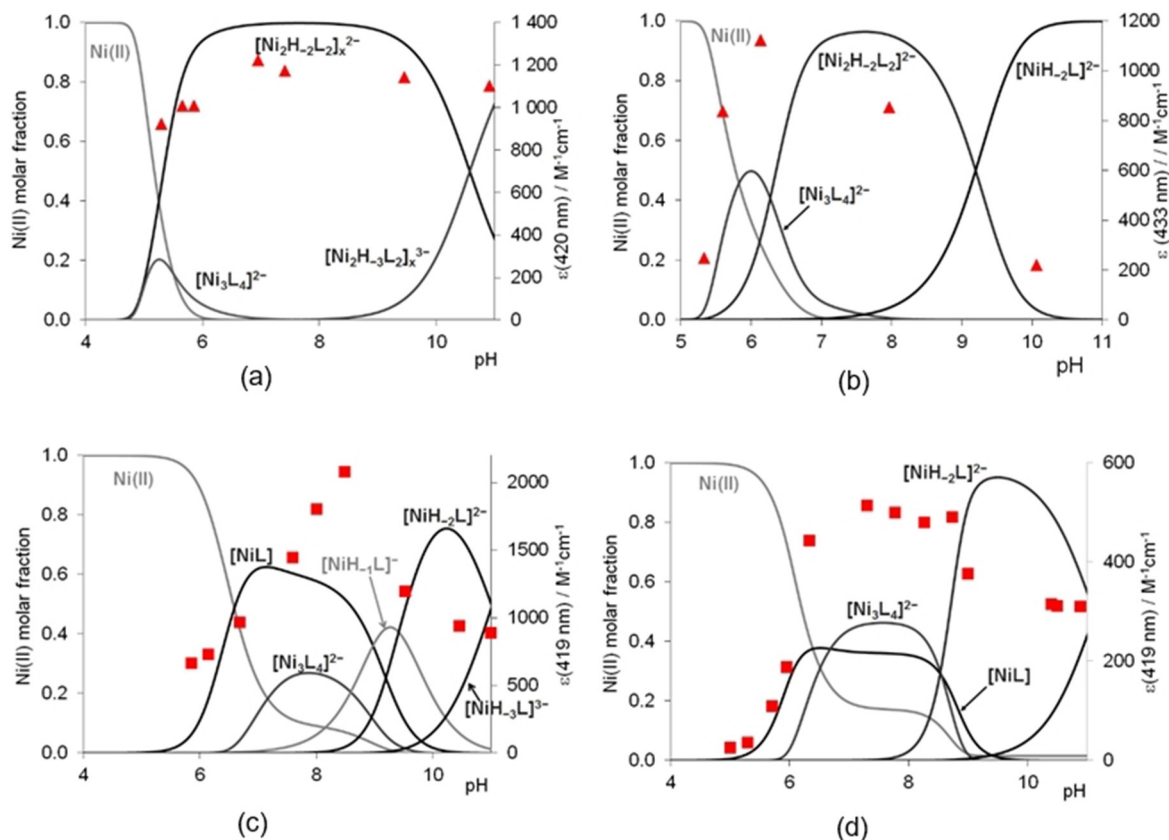 1.0
0.8
0.6
0.4
0.2
0.0
Ni(II) molar fraction
Ni(II)
[Ni₂H₋₂L₂]ₓ²⁻
[Ni₃L₄]²⁻
[Ni₂H₋₃L₂]ₓ³⁻
1 400
1 200
1 000
800
600
400
200
0
ε(420 nm) / M⁻¹cm⁻¹
4 6 8 10
pH
(a)
1.0
0.8
0.6
0.4
0.2
0.0
Ni(II) molar fraction
Ni(II)
[Ni₂H₋₂L₂]²⁻
[NiH₋₂L]²⁻
[Ni₃L₄]²⁻
1200
1000
800
600
400
200
0
ε(433 nm) // M⁻¹cm⁻¹
5 6 7 8 9 10 11
pH
(b)
1.0
0.8
0.6
0.4
0.2
0.0
Ni(II) molar fraction
Ni(II)
[NiL]
[NiH₋₁L]⁻
[NiH₋₂L]²⁻
[Ni₃L₄]²⁻
[NiH₋₃L]³⁻
2000
1500
1000
500
0
ε(419 nm) / M⁻¹cm⁻¹
4 6 8 10
pH
(c)
1.0
0.8
0.6
0.4
0.2
0.0
Ni(II) molar fraction
Ni(II)
[NiH₋₂L]²⁻
[Ni₃L₄]²⁻
[NiL]
600
400
200
0
ε(419 nm) / M⁻¹cm⁻¹
4 6 8 10
pH
(d)